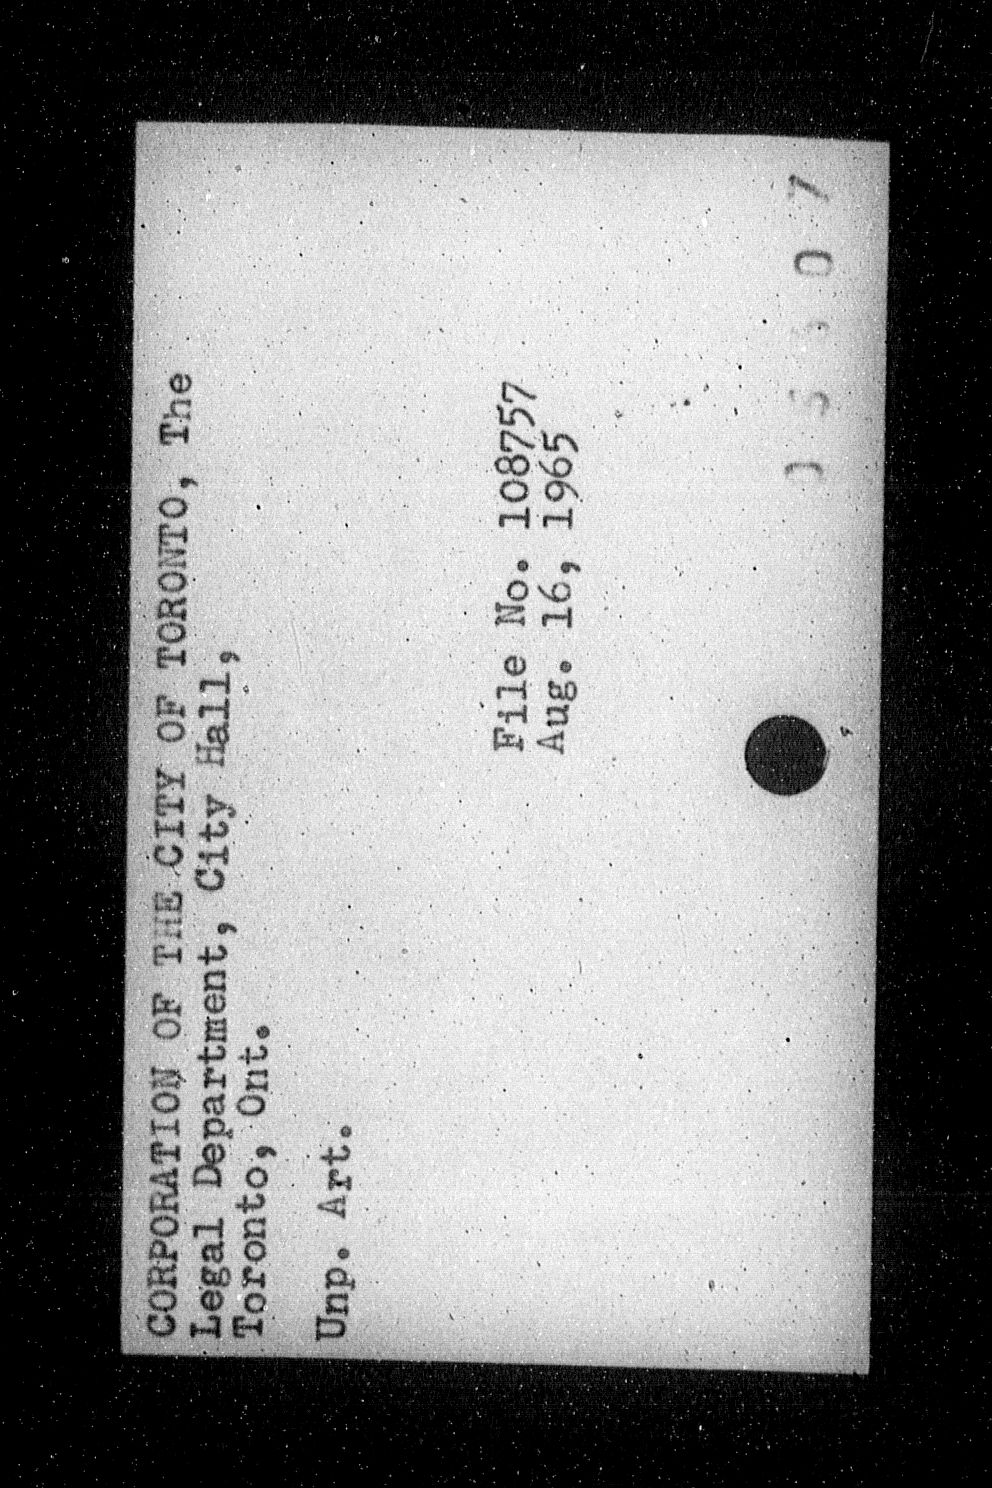 CORPORATION OF THE CITY OF TORONTO, The
Legal Department, City Hall,
Toronto, Ont.
Unp. Art.
File No. 108757
Aug. 16, 1965